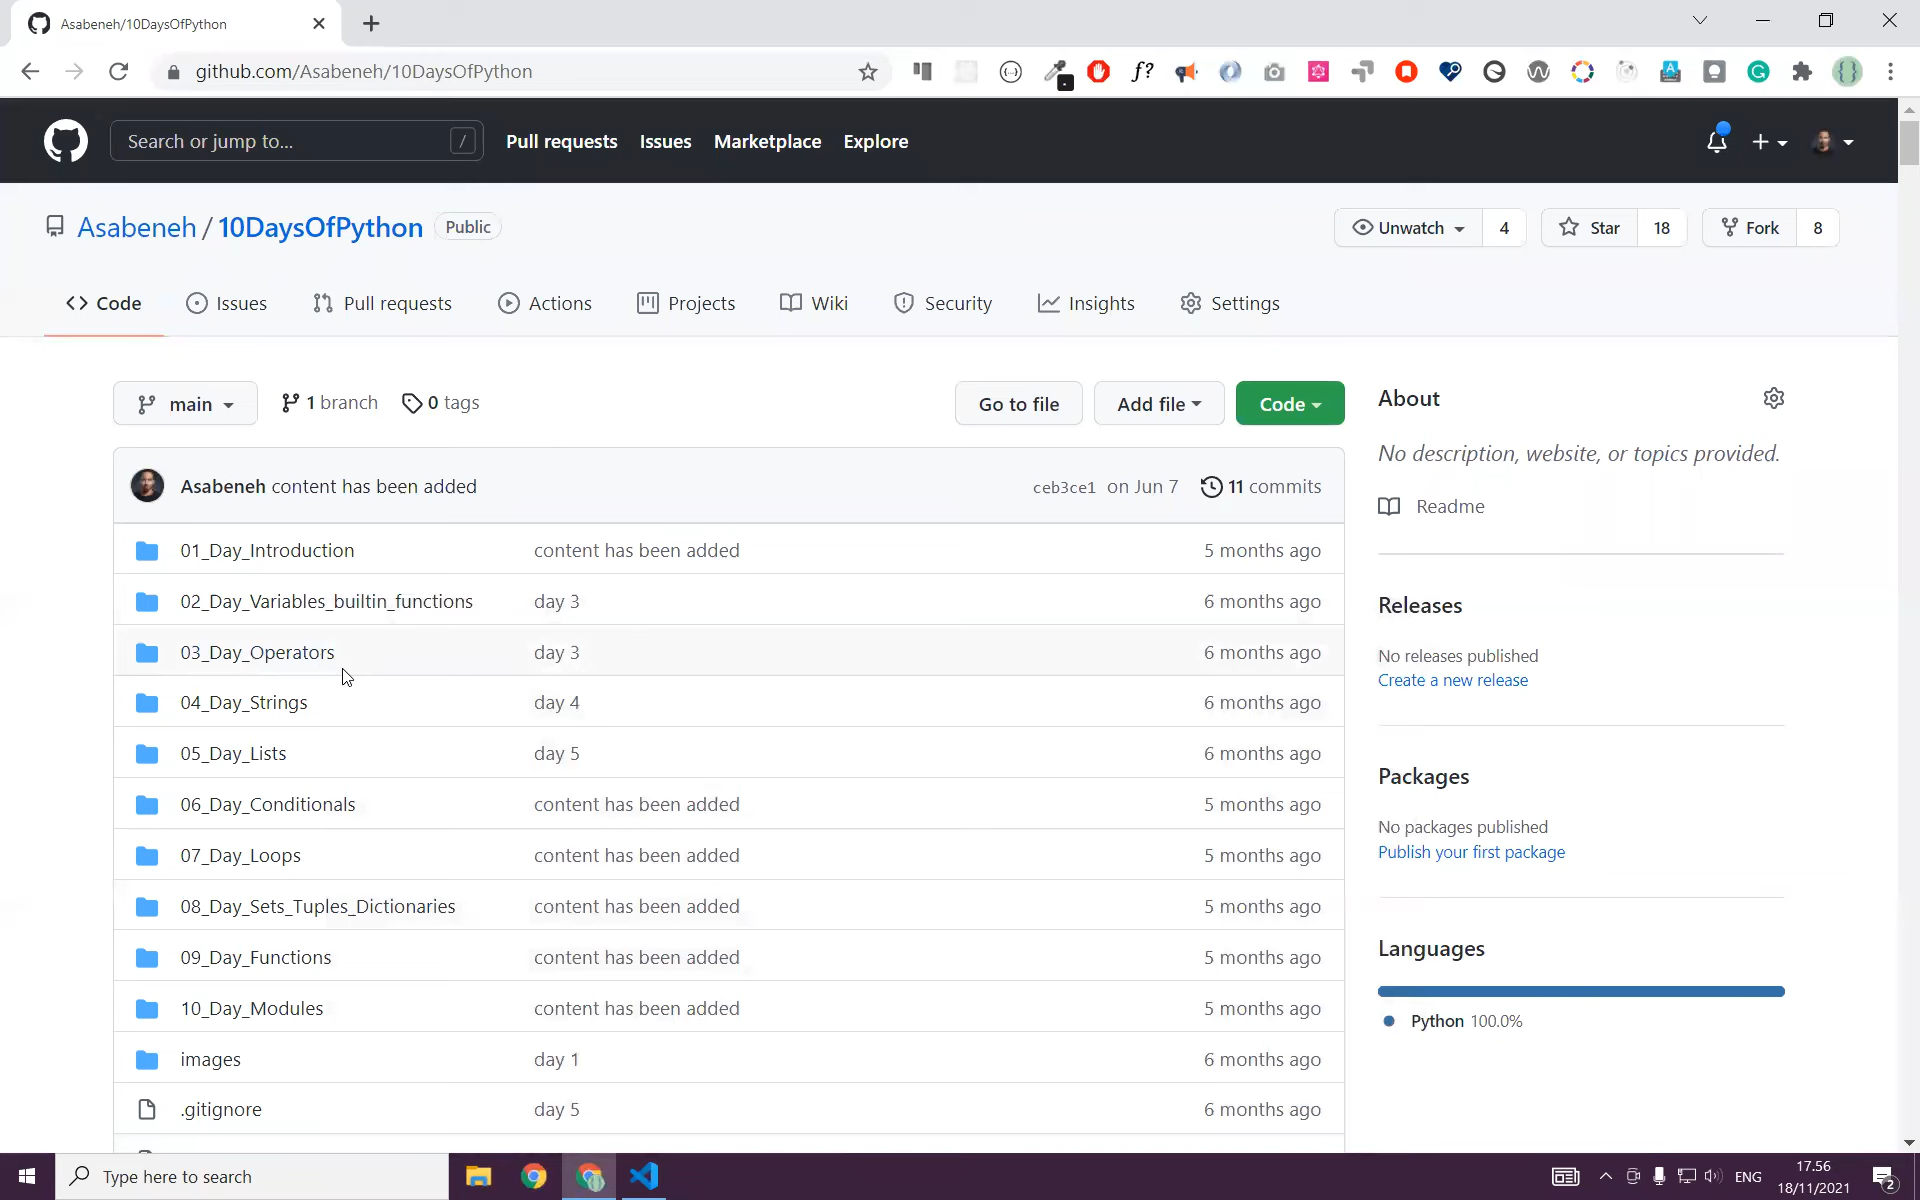 Asabeneh/10DaysOfPython
github.com/Asabeneh/10DaysOfPython
f?
Search or jump to... /
Pull requests Issues Marketplace Explore
Asabeneh / 10DaysOfPython Public
Unwatch 4 Star 18 Fork 8
Code Issues Pull requests Actions Projects Wiki Security Insights Settings
main 1 branch 0 tags Go to file Add file Code
Asabeneh content has been added ceb3ce1 on Jun 7 11 commits
01_Day_Introduction content has been added 5 months ago
02_Day_Variables_builtin_functions day 3 6 months ago
03_Day_Operators day 3 6 months ago
04_Day_Strings day 4 6 months ago
05_Day_Lists day 5 6 months ago
06_Day_Conditionals content has been added 5 months ago
07_Day_Loops content has been added 5 months ago
08_Day_Sets_Tuples_Dictionaries content has been added 5 months ago
09_Day_Functions content has been added 5 months ago
10_Day_Modules content has been added 5 months ago
images day 1 6 months ago
.gitignore day 5 6 months ago
About
No description, website, or topics provided.
Readme
Releases
No releases published
Create a new release
Packages
No packages published
Publish your first package
Languages
Python 100.0%
Type here to search
ENG
17.56
18/11/2021
2